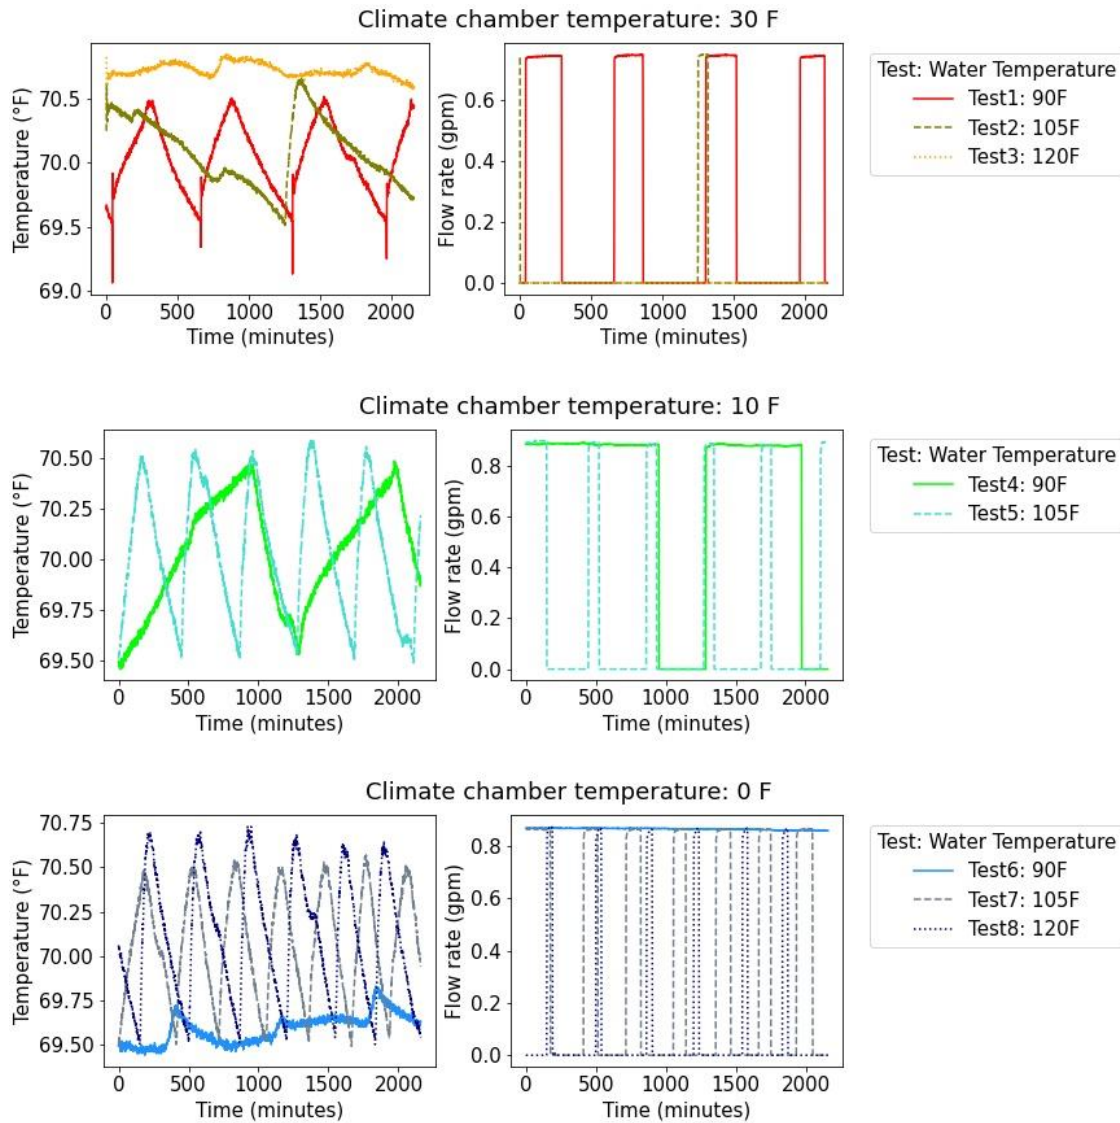 Climate chamber temperature: 30 F
Temperature (°F)
70.5
70.0
69.5
69.0
0 500 1000 1500 2000
Time (minutes)
Flow rate (gpm)
0.6
0.4
0.2
0.0
0 500 1000 1500 2000
Time (minutes)
Test: Water Temperature
Test1: 90F
Test2: 105F
Test3: 120F
Climate chamber temperature: 10 F
Temperature (°F)
70.50
70.25
70.00
69.75
69.50
0 500 1000 1500 2000
Time (minutes)
Flow rate (gpm)
0.8
0.6
0.4
0.2
0.0
0 500 1000 1500 2000
Time (minutes)
Test: Water Temperature
Test4: 90F
Test5: 105F
Climate chamber temperature: 0 F
Temperature (°F)
70.75
70.50
70.25
70.00
69.75
69.50
0 500 1000 1500 2000
Time (minutes)
Flow rate (gpm)
0.8
0.6
0.4
0.2
0.0
0 500 1000 1500 2000
Time (minutes)
Test: Water Temperature
Test6: 90F
Test7: 105F
Test8: 120F